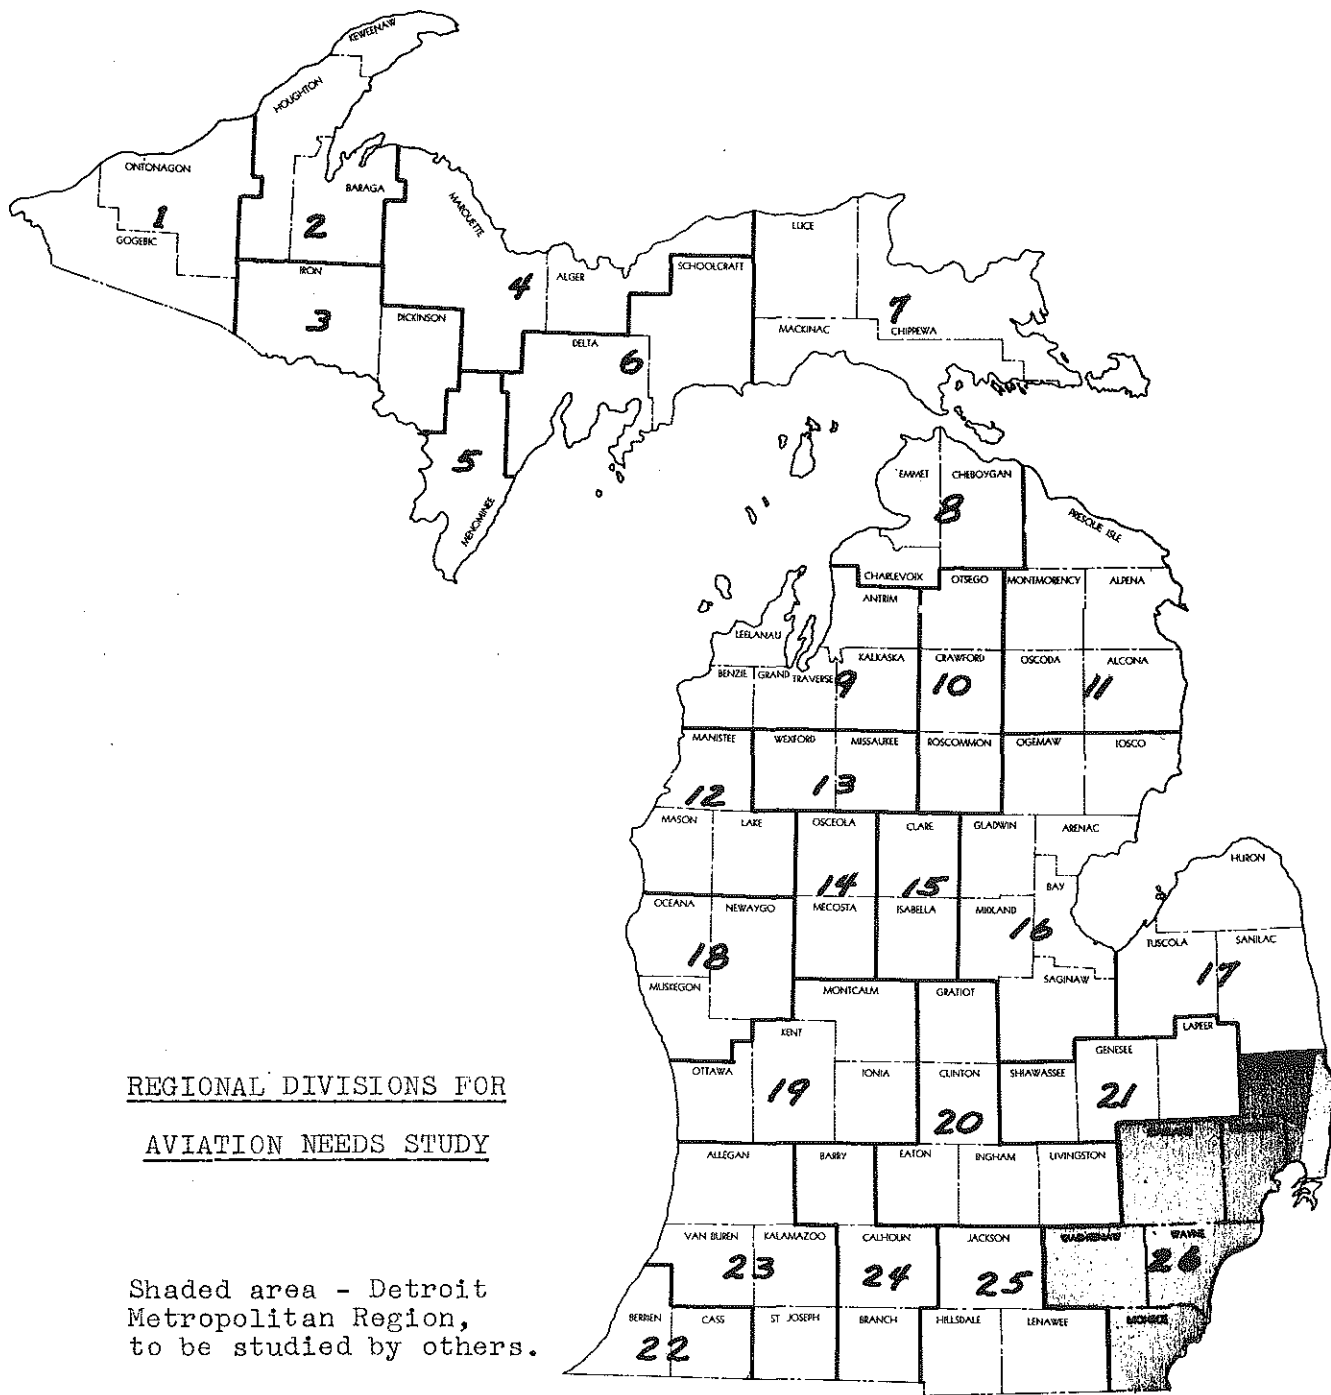 KEWEENAW
HOUGHTON
ONTONAGON
BARAGA
MARQUETTE
1
2
GOGEBIC
LUCE
IRON
ALGER
SCHOOLCRAFT
4
3
DICKINSON
7
MACKINAC
CHIPPEWA
DELTA
6
5
MENOMINEE
EMMET
CHEBOYGAN
8
PRESQUE ISLE
CHARLEVOIX
OTSEGO
MONTMORENCY
ALPENA
ANTRIM
LEELANAU
KALKASKA
CRAWFORD
OSCODA
ALCONA
BENZIE
GRAND TRAVERSE
9
10
11
MANISTEE
WEXFORD
MISSAUKEE
ROSCOMMON
OGEMAW
IOSCO
12
13
MASON
LAKE
OSCEOLA
CLARE
GLADWIN
ARENAC
HURON
14
15
BAY
OCEANA
NEWAYGO
MECOSTA
ISABELLA
MIDLAND
16
18
TUSCOLA
SANILAC
17
MUSKEGON
MONTCALM
GRATIOT
SAGINAW
KENT
LAPEER
GENESEE
OTTAWA
19
IONIA
CLINTON
SHIAWASSEE
21
20
REGIONAL DIVISIONS FOR
AVIATION NEEDS STUDY
ALLEGAN
BARRY
EATON
INGHAM
LIVINGSTON
VAN BUREN
KALAMAZOO
CALHOUN
JACKSON
WASHTENAW
WAYNE
23
24
25
26
Shaded area - Detroit
Metropolitan Region,
to be studied by others.
BERRIEN
CASS
ST JOSEPH
BRANCH
HILLSDALE
LENAWEE
MONROE
22